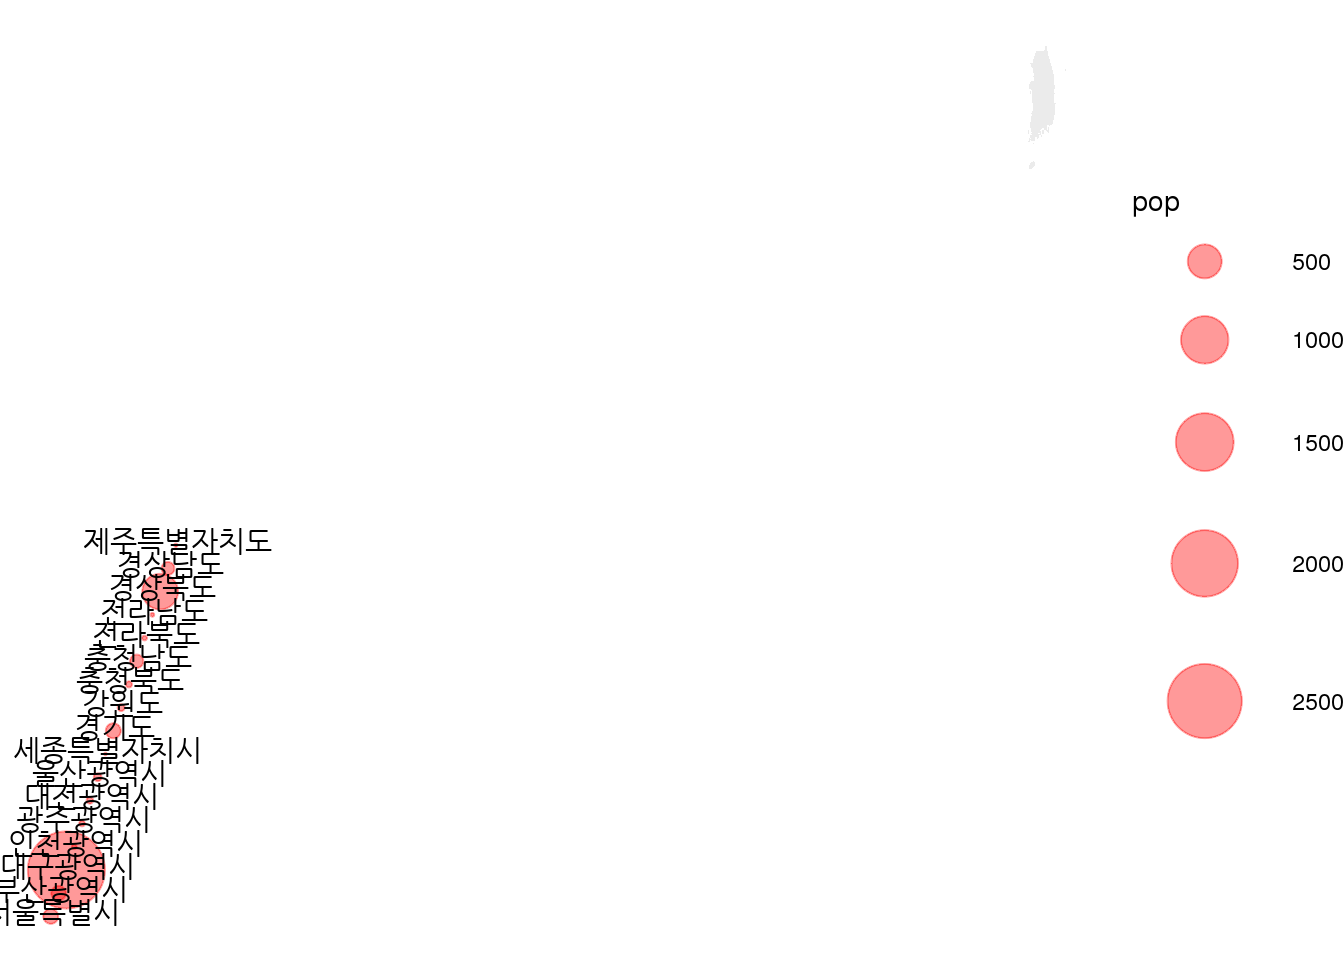 pop
500
1000
1500
2000
2500
제주특별자치도
경상남도
경상북도
전라남도
전라북도
충청남도
충청북도
강원도
경기도
세종특별자치시
울산광역시
대전광역시
광주광역시
인천광역시
대구광역시
부산광역시
서울특별시